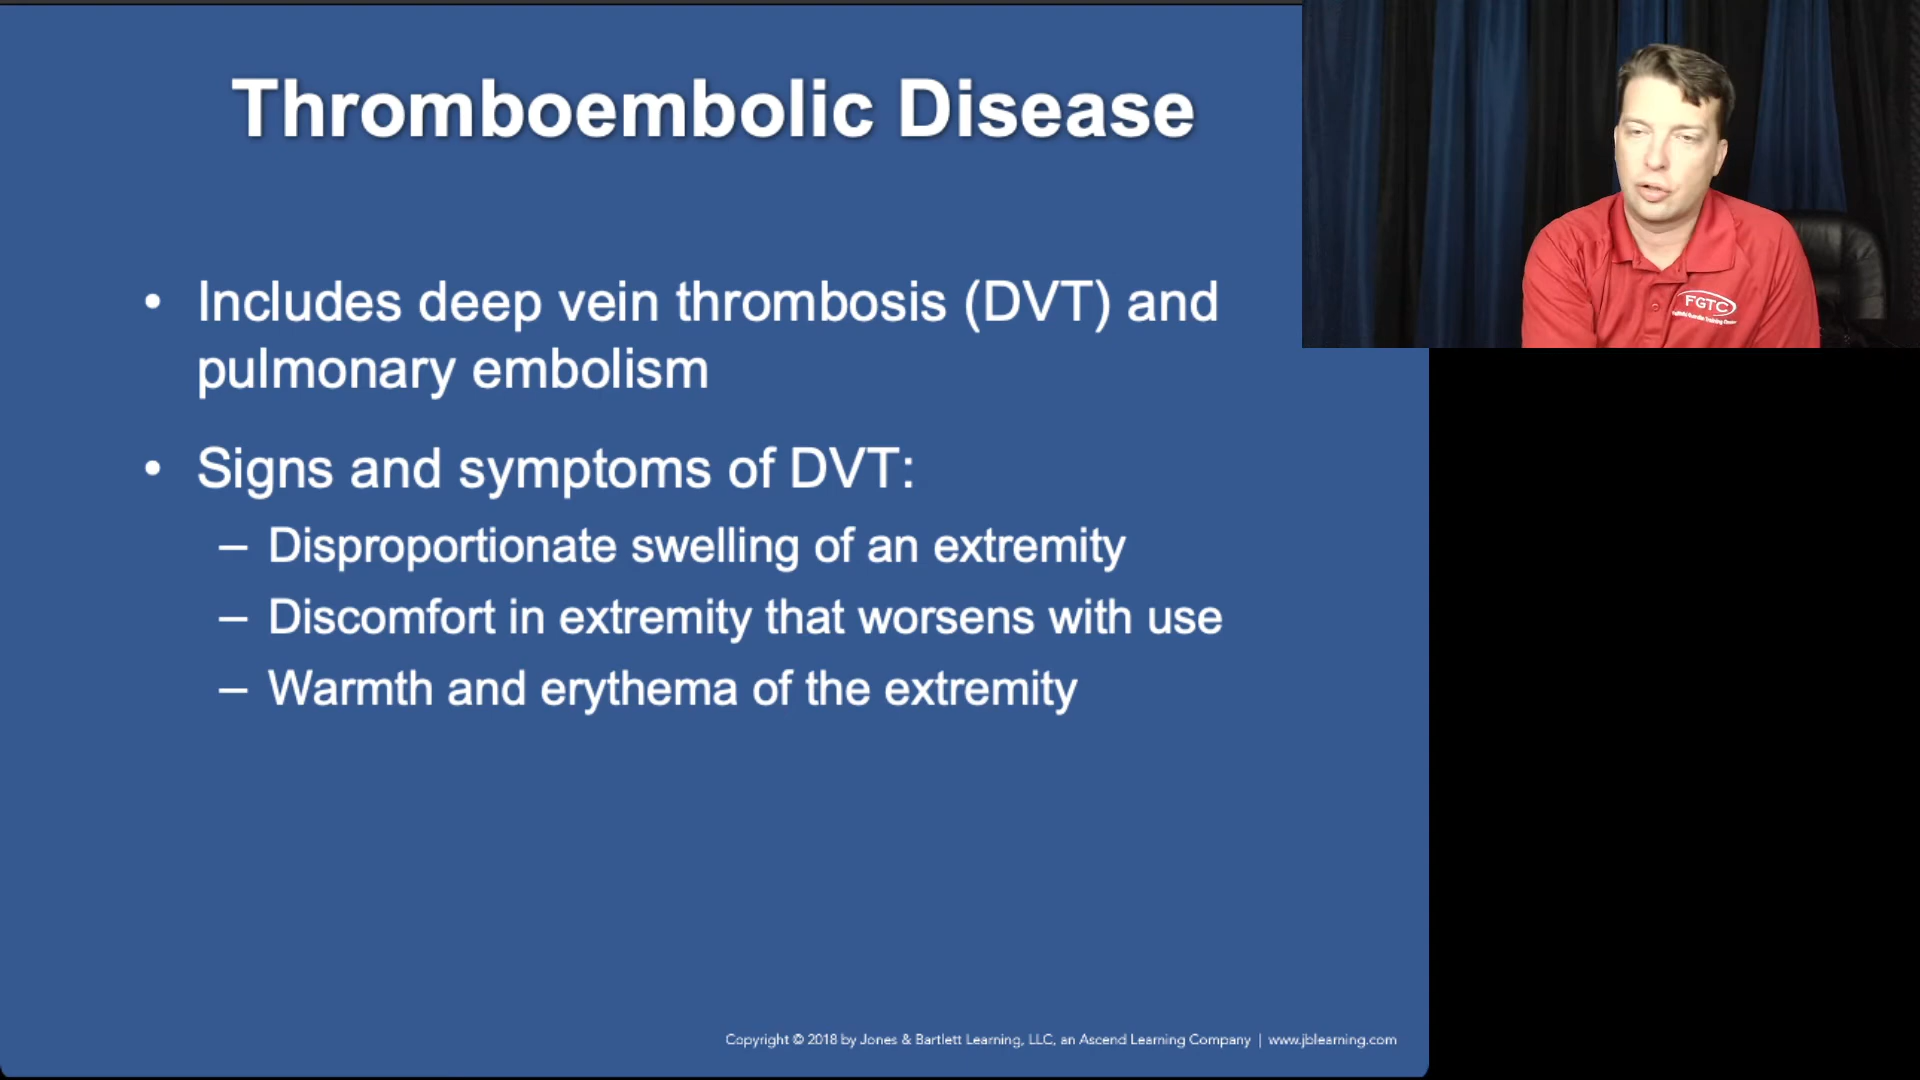 Thromboembolic Disease
• Includes deep vein thrombosis (DVT) and
pulmonary embolism
• Signs and symptoms of DVT:
– Disproportionate swelling of an extremity
– Discomfort in extremity that worsens with use
– Warmth and erythema of the extremity
Copyright © 2018 by Jones & Bartlett Learning, LLC, an Ascend Learning Company | www.jblearning.com
FGTC